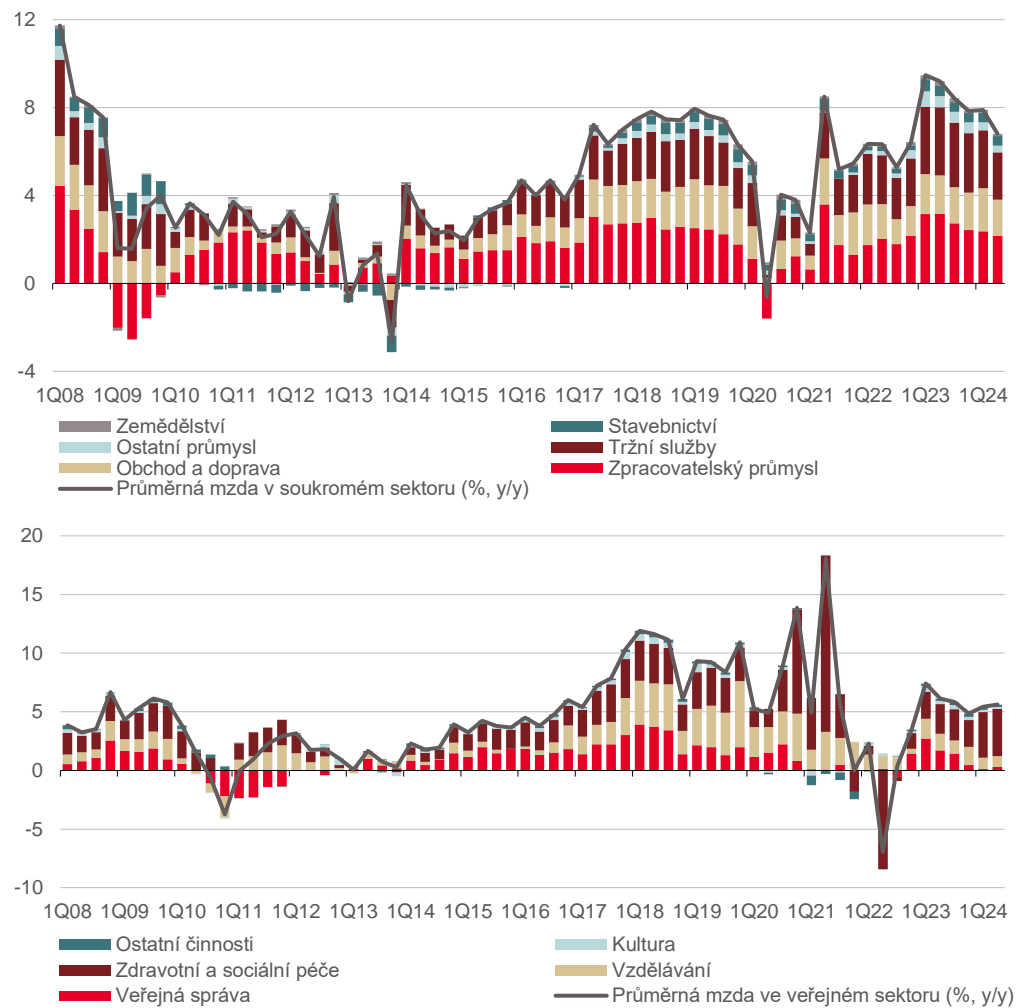 12
8
4
0
-4
1Q08 1Q09 1Q10 1Q11 1Q12 1Q13 1Q14 1Q15 1Q16 1Q17 1Q18 1Q19 1Q20 1Q21 1Q22 1Q23 1Q24
Zemědělství Stavebnictví
Ostatní průmysl Tržní služby
Obchod a doprava Zpracovatelský průmysl
Průměrná mzda v soukromém sektoru (%, y/y)
20
15
10
5
0
-5
-10
1Q08 1Q09 1Q10 1Q11 1Q12 1Q13 1Q14 1Q15 1Q16 1Q17 1Q18 1Q19 1Q20 1Q21 1Q22 1Q23 1Q24
Ostatní činnosti Kultura
Zdravotní a sociální péče Vzdělávání
Veřejná správa Průměrná mzda ve veřejném sektoru (%, y/y)